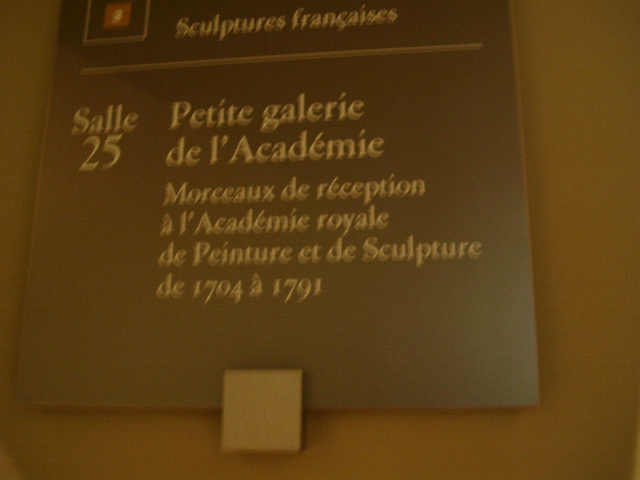 Sculptures françaises
Salle
25
Petite galerie
de l'Académie
Morceaux de réception
à l'Académie royale
de Peinture et de Sculpture
de 1704 à 1791